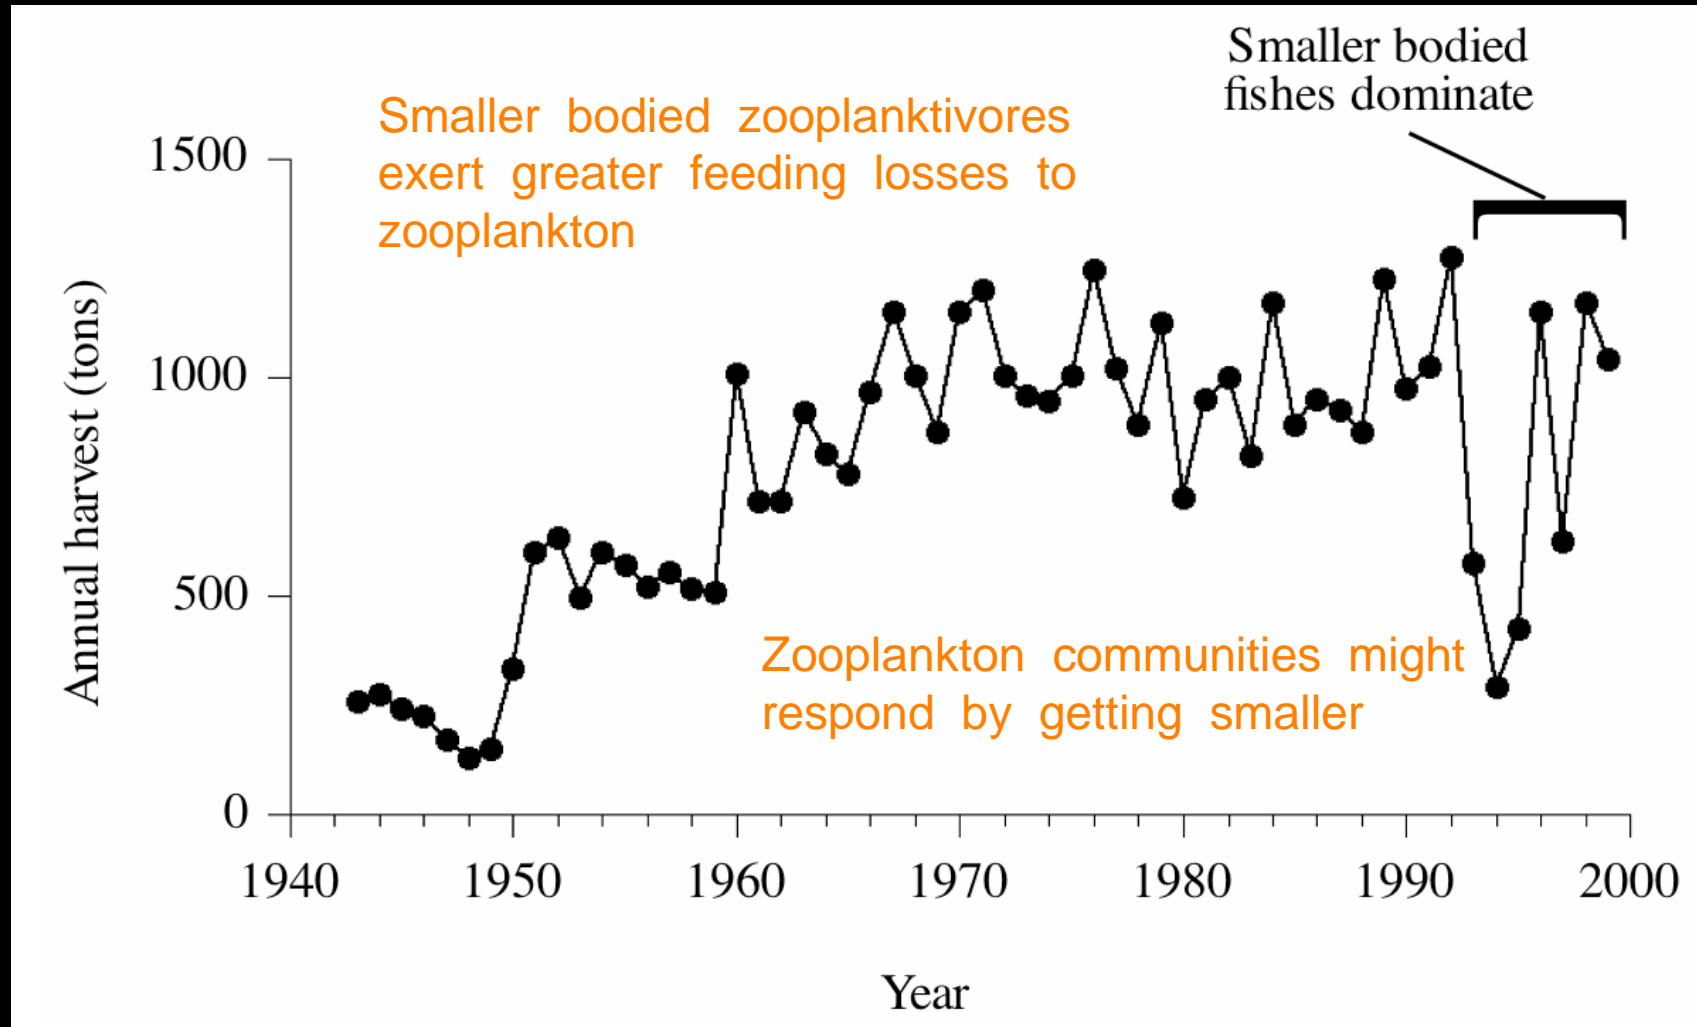 Smaller bodied
fishes dominate
Smaller bodied zooplanktivores
exert greater feeding losses to
zooplankton
1500
1000
500
0
Annual harvest (tons)
Zooplankton communities might
respond by getting smaller
1940 1950 1960 1970 1980 1990 2000
Year